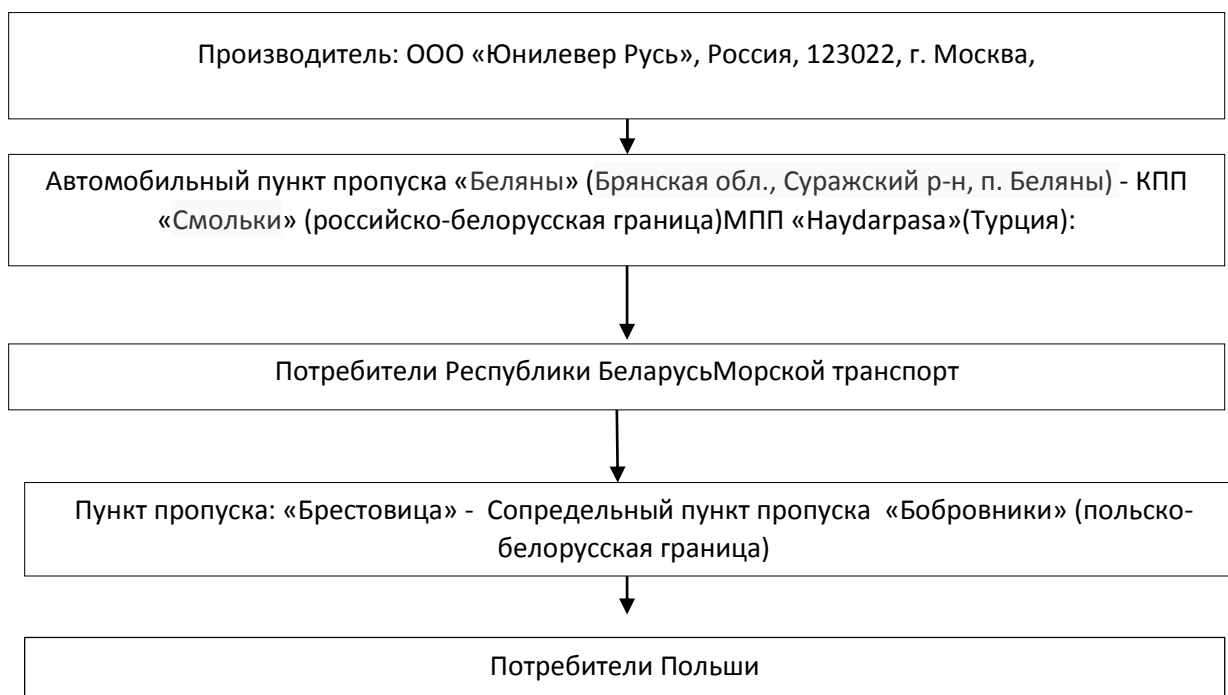 Производитель: ООО «Юнилевер Русь», Россия, 123022, г. Москва,
Автомобильный пункт пропуска «Беляны» (Брянская обл., Суражский р-н, п. Беляны) - КПП
«Смольки» (российско-белорусская граница)МПП «Haydarpasa»(Турция):
Потребители Республики БеларусьМорской транспорт
Пункт пропуска: «Брестовица» - Сопредельный пункт пропуска «Бобровники» (польско-
белорусская граница)
Потребители Польши